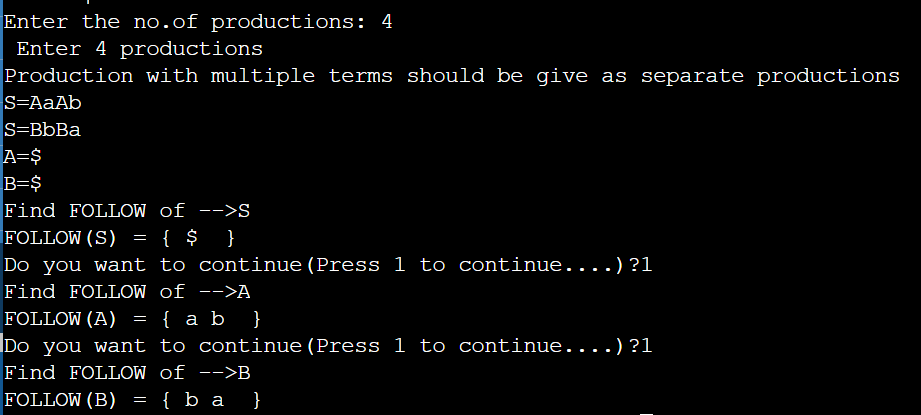 Enter the no.of productions: 4
Enter 4 productions
Production with multiple terms should be give as separate productions
S=AaAb
S=BbBa
A=$
B=$
Find FOLLOW of -->S
FOLLOW(S) = { $  }
Do you want to continue(Press 1 to continue....)?1
Find FOLLOW of -->A
FOLLOW(A) = { a b  }
Do you want to continue(Press 1 to continue....)?1
Find FOLLOW of -->B
FOLLOW(B) = { b a  }